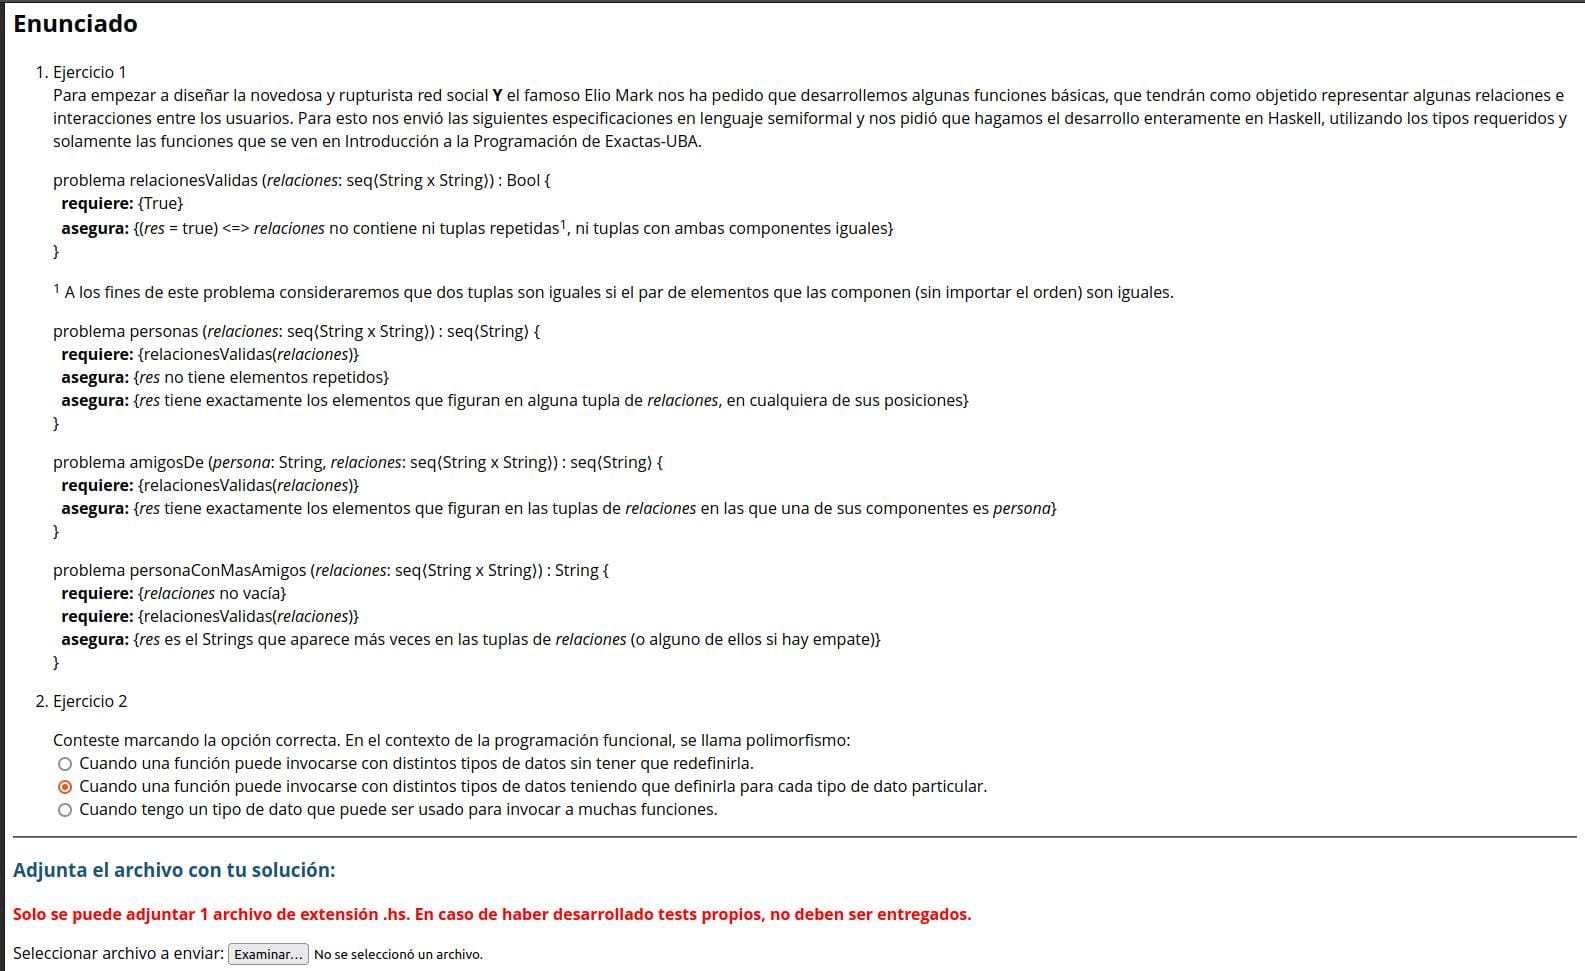 Enunciado
1. Ejercicio 1
Para empezar a diseñar la novedosa y rupturista red social Y el famoso Elio Mark nos ha pedido que desarrollemos algunas funciones básicas, que tendrán como objetido representar algunas relaciones e
interacciones entre los usuarios. Para esto nos envió las siguientes especificaciones en lenguaje semiformal y nos pidió que hagamos el desarrollo enteramente en Haskell, utilizando los tipos requeridos y
solamente las funciones que se ven en Introducción a la Programación de Exactas-UBA.
problema relacionesValidas (relaciones: seq⟨String x String⟩) : Bool {
requiere: {True}
asegura: {(res = true) <=> relaciones no contiene ni tuplas repetidas¹, ni tuplas con ambas componentes iguales}
}
¹ A los fines de este problema consideraremos que dos tuplas son iguales si el par de elementos que las componen (sin importar el orden) son iguales.
problema personas (relaciones: seq⟨String x String⟩) : seq⟨String⟩ {
requiere: {relacionesValidas(relaciones)}
asegura: {res no tiene elementos repetidos}
asegura: {res tiene exactamente los elementos que figuran en alguna tupla de relaciones, en cualquiera de sus posiciones}
}
problema amigosDe (persona: String, relaciones: seq⟨String x String⟩) : seq⟨String⟩ {
requiere: {relacionesValidas(relaciones)}
asegura: {res tiene exactamente los elementos que figuran en las tuplas de relaciones en las que una de sus componentes es persona}
}
problema personaConMasAmigos (relaciones: seq⟨String x String⟩) : String {
requiere: {relaciones no vacía}
requiere: {relacionesValidas(relaciones)}
asegura: {res es el Strings que aparece más veces en las tuplas de relaciones (o alguno de ellos si hay empate)}
}
2. Ejercicio 2
Conteste marcando la opción correcta. En el contexto de la programación funcional, se llama polimorfismo:
Cuando una función puede invocarse con distintos tipos de datos sin tener que redefinirla.
Cuando una función puede invocarse con distintos tipos de datos teniendo que definirla para cada tipo de dato particular.
Cuando tengo un tipo de dato que puede ser usado para invocar a muchas funciones.
Adjunta el archivo con tu solución:
Solo se puede adjuntar 1 archivo de extensión .hs. En caso de haber desarrollado tests propios, no deben ser entregados.
Seleccionar archivo a enviar: Examinar... No se seleccionó un archivo.